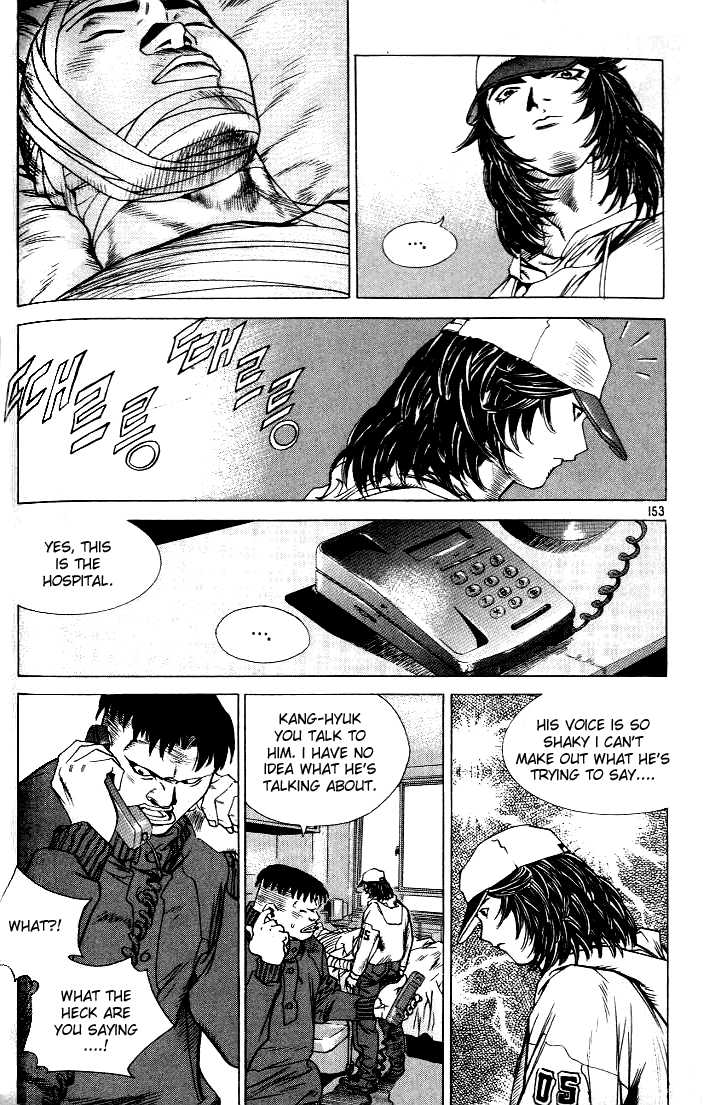 ....
따르릉
따르릉
153
YES, THIS
IS THE
HOSPITAL.
....
WHAT?!
WHAT THE
HECK ARE
YOU SAYING
....!
KANG-HYUK
YOU TALK TO
HIM. I HAVE NO
IDEA WHAT HE'S
TALKING ABOUT.
HIS VOICE IS SO
SHAKY I CAN'T
MAKE OUT WHAT HE'S
TRYING TO SAY....
05